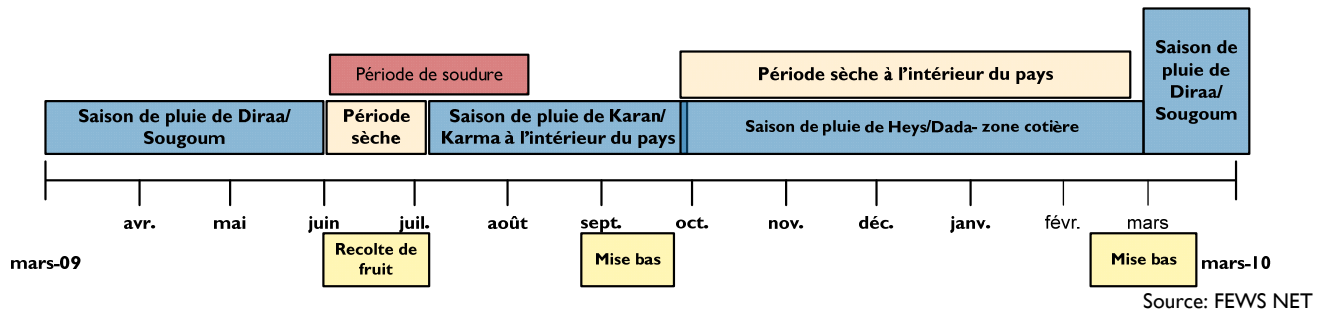 Saison de
pluie de
Diraa/
Sougoum
Période de soudure
Période sèche à l'intérieur du pays
Saison de pluie de Diraa/
Sougoum
Période
sèche
Saison de pluie de Karan/
Karma à l'intérieur du pays
Saison de pluie de Heys/Dada- zone cotière
avr.
mai
juin
juil.
août
sept.
oct.
nov.
déc.
janv.
févr.
mars
mars-09
Recolte de
fruit
Mise bas
Mise bas
mars-10
Source: FEWS NET